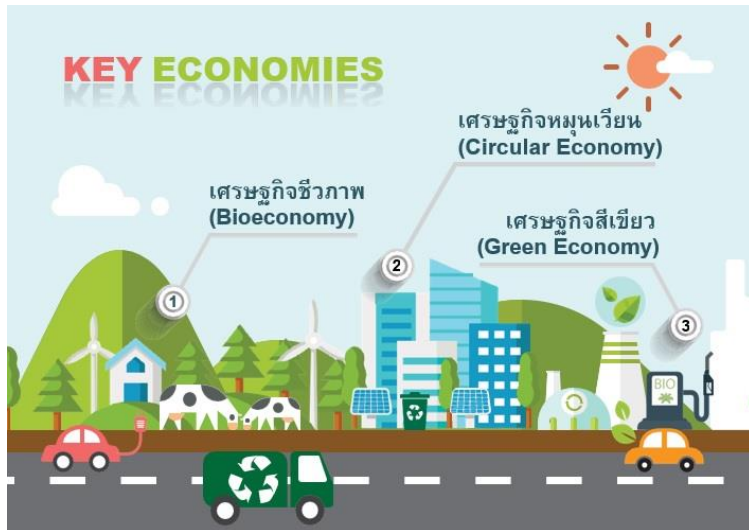 KEY ECONOMIES
เศรษฐกิจหมุนเวียน
(Circular Economy)
เศรษฐกิจชีวภาพ
(Bioeconomy)
เศรษฐกิจสีเขียว
(Green Economy)
2
1
3
BIO